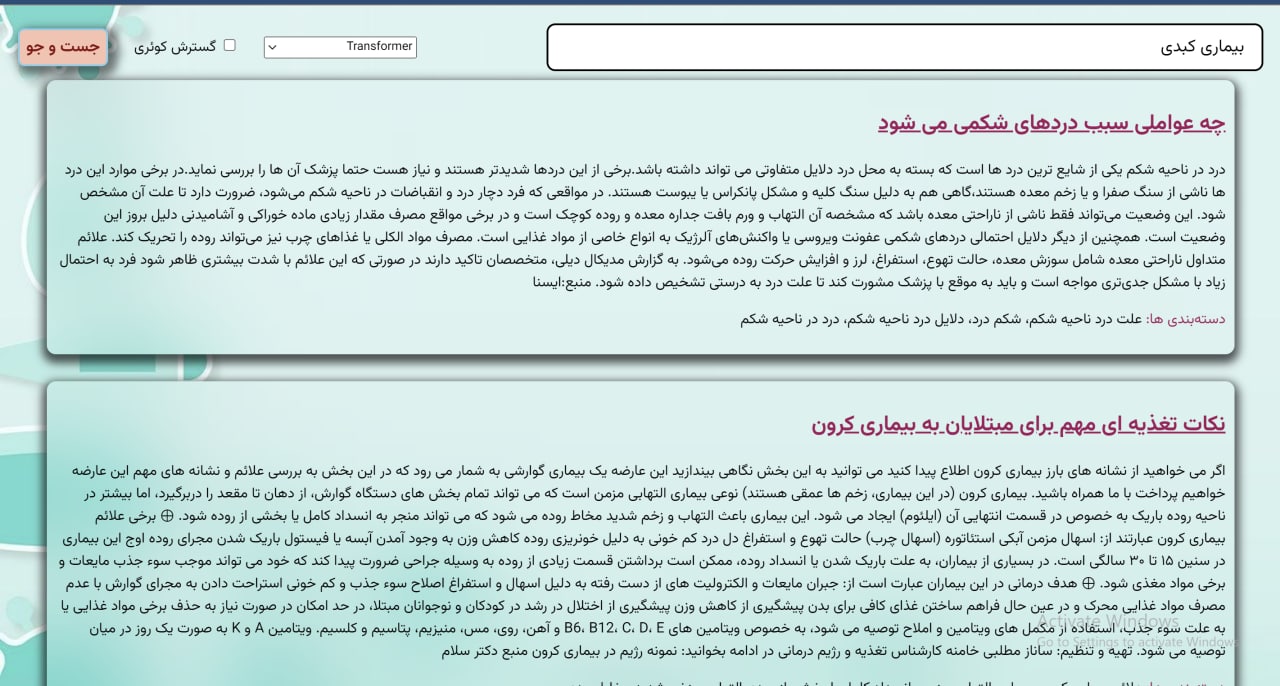 بیماری کبدی
Transformer
گسترش کوئری
جست و جو
چه عواملی سبب دردهای شکمی می شود
درد در ناحیه شکم یکی از شایع ترین درد ها است که بسته به محل درد دلایل متفاوتی می تواند داشته باشد.برخی از این دردها شدیدتر هستند و نیاز هست حتما پزشک آن ها را بررسی نماید.در برخی موارد این درد
ها ناشی از سنگ صفرا و یا زخم معده هستند،گاهی هم به دلیل سنگ کلیه و مشکل پانکراس یا یبوست هستند. در مواقعی که فرد دچار درد و انقباضات در ناحیه شکم می‌شود، ضرورت دارد تا علت آن مشخص
شود. این وضعیت می‌تواند فقط ناشی از ناراحتی معده باشد که مشخصه آن التهاب و ورم بافت جداره معده و روده کوچک است و در برخی مواقع مصرف مقدار زیادی ماده خوراکی و آشامیدنی دلیل بروز این
وضعیت است. همچنین از دیگر دلایل احتمالی دردهای شکمی عفونت ویروسی یا واکنش‌های آلرژیک به انواع خاصی از مواد غذایی است. مصرف مواد الکلی یا غذاهای چرب نیز می‌تواند روده را تحریک کند. علائم
متداول ناراحتی معده شامل سوزش معده، حالت تهوع، استفراغ، لرز و افزایش حرکت روده می‌شود. به گزارش مدیکال دیلی، متخصصان تاکید دارند در صورتی که این علائم با شدت بیشتری ظاهر شود فرد به احتمال
زیاد با مشکل جدی‌تری مواجه است و باید به موقع با پزشک مشورت کند تا علت درد به درستی تشخیص داده شود. منبع:ایسنا
دسته‌بندی ها: علت درد ناحیه شکم، شکم درد، دلایل درد ناحیه شکم، درد در ناحیه شکم
نکات تغذیه ای مهم برای مبتلایان به بیماری کرون
اگر می خواهید از نشانه های بارز بیماری کرون اطلاع پیدا کنید می توانید به این بخش نگاهی بیندازید این عارضه یک بیماری گوارشی به شمار می رود که در این بخش به بررسی علائم و نشانه های مهم این عارضه
خواهیم پرداخت با ما همراه باشید. بیماری کرون (در این بیماری، زخم ها عمقی هستند) نوعی بیماری التهابی مزمن است که می تواند تمام بخش های دستگاه گوارش، از دهان تا مقعد را دربرگیرد، اما بیشتر در
ناحیه روده باریک به خصوص در قسمت انتهایی آن (ایلئوم) ایجاد می شود. این بیماری باعث التهاب و زخم شدید مخاط روده می شود که می تواند منجر به انسداد کامل یا بخشی از روده شود. ⊕ برخی علائم
بیماری کرون عبارتند از: اسهال مزمن آبکی استئاتوره (اسهال چرب) حالت تهوع و استفراغ دل درد کم خونی به دلیل خونریزی روده کاهش وزن به وجود آمدن آبسه یا فیستول باریک شدن مجرای روده اوج این بیماری
در سنین ۱۵ تا ۳۰ سالگی است. در بسیاری از بیماران، به علت باریک شدن یا انسداد روده، ممکن است برداشتن قسمت زیادی از روده به وسیله جراحی ضرورت پیدا کند که خود می تواند موجب سوء جذب مایعات و
برخی مواد مغذی شود. ⊕ هدف درمانی در این بیماران عبارت است از: جبران مایعات و الکترولیت های از دست رفته به دلیل اسهال و استفراغ اصلاح سوء جذب و کم خونی استراحت دادن به مجرای گوارش با عدم
مصرف مواد غذایی محرک و در عین حال فراهم ساختن غذای کافی برای بدن پیشگیری از کاهش وزن پیشگیری از اختلال در رشد در کودکان و نوجوانان مبتلا، در حد امکان در صورت نیاز به حذف برخی مواد غذایی یا
به علت سوء جذب، استفاده از مکمل های ویتامین و املاح توصیه می شود، به خصوص ویتامین های B6، B12، C، D، E و آهن، روی، مس، منیزیم، پتاسیم و کلسیم. ویتامین A و K به صورت یک روز در میان
توصیه می شود. تهیه و تنظیم: ساناز مطلبی خامنه کارشناس تغذیه و رژیم درمانی در ادامه بخوانید: نمونه رژیم در بیماری کرون منبع دکتر سلام
Activate Windows
Go to Settings to activate Windows.